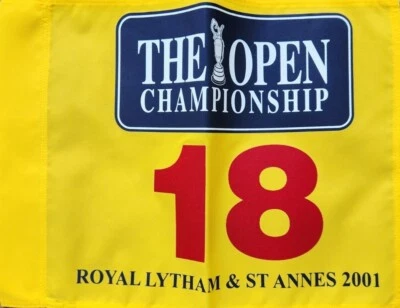 THE OPEN
CHAMPIONSHIP
18
ROYAL LYTHAM & ST ANNES 2001